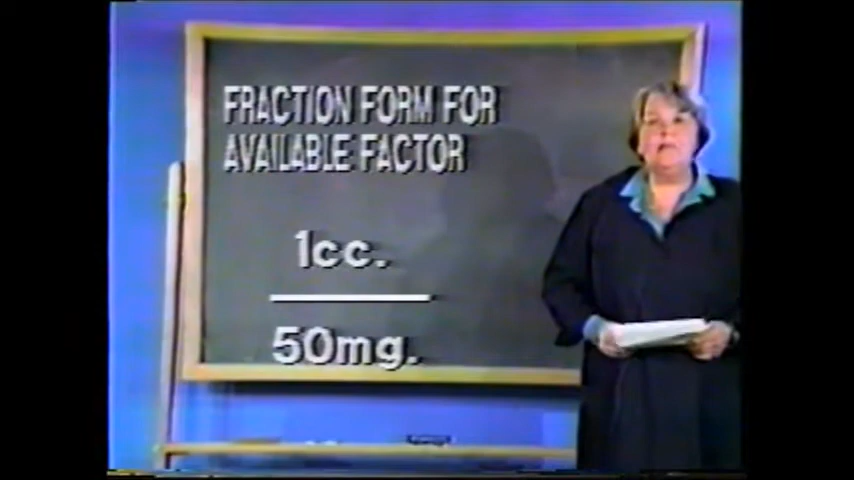 FRACTION FORM FOR
AVAILABLE FACTOR
1cc.
50mg.